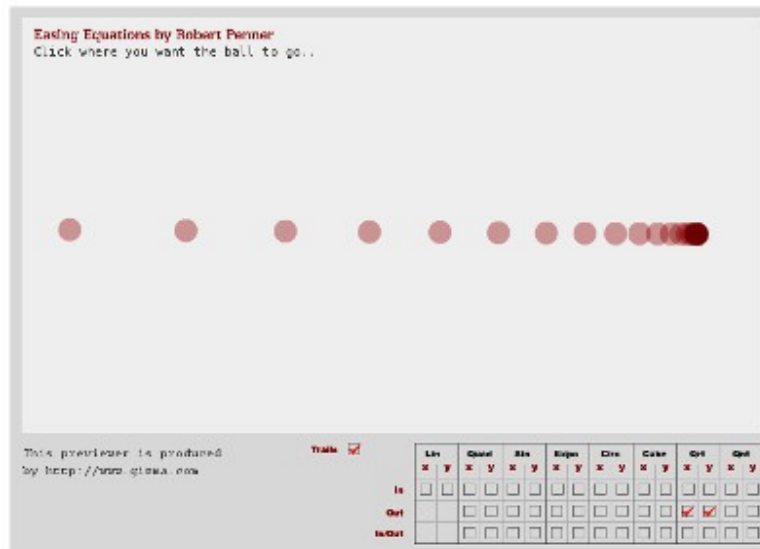 Easing Equations by Robert Penner
Click where you want the ball to go..
This previewer is produced
by http://www.gizma.com
Trails
Lin Quad Sin Expo Circ Cube Qrt Qnt
x y x y x y x y x y x y x y x y
In
Out
In/Out